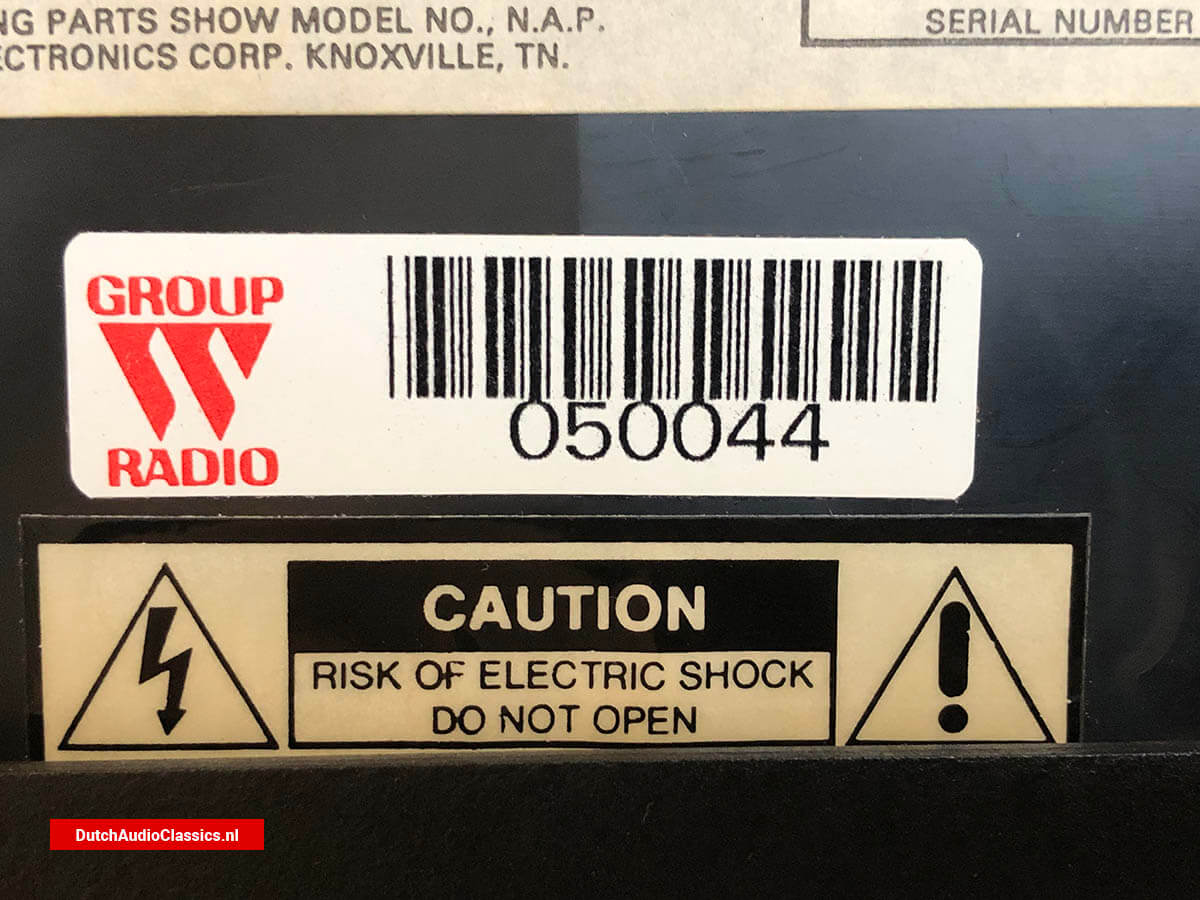 NG PARTS SHOW MODEL NO., N.A.P.
ECTRONICS CORP. KNOXVILLE, TN.
SERIAL NUMBER
GROUP
W
RADIO
050044
CAUTION
RISK OF ELECTRIC SHOCK
DO NOT OPEN
DutchAudioClassics.nl